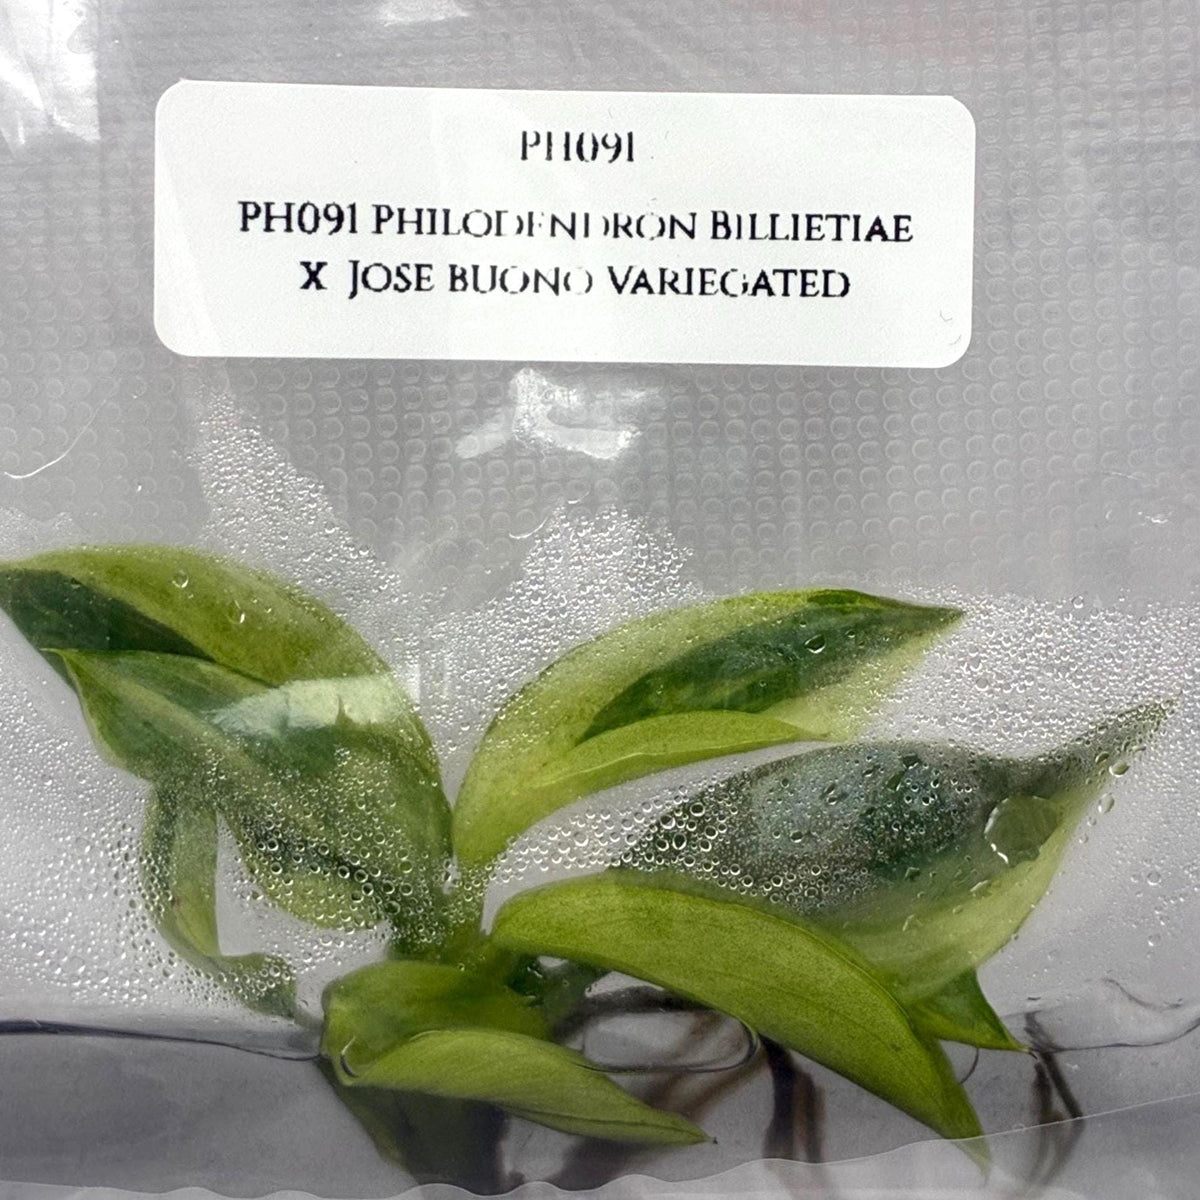 PH091
PH091 PHILODENDRON BILLIETIAE
X JOSE BUONO VARIEGATED